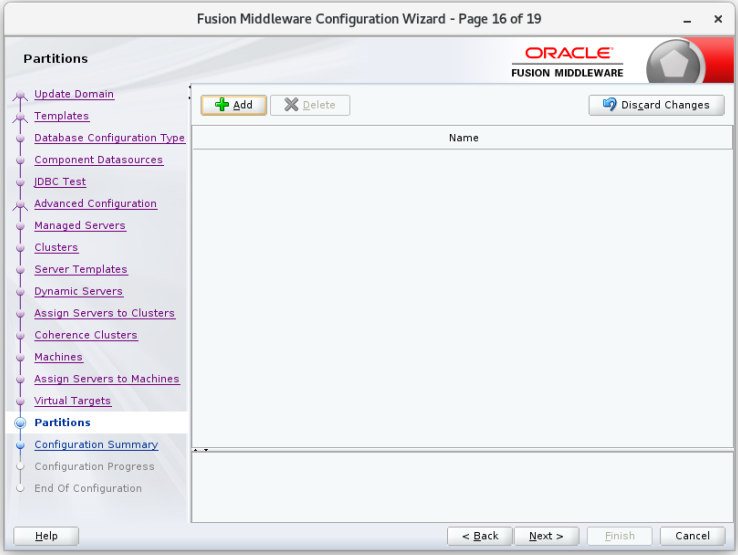 Fusion Middleware Configuration Wizard - Page 16 of 19
Partitions
ORACLE
FUSION MIDDLEWARE
Update Domain
Templates
Database Configuration Type
Component Datasources
JDBC Test
Advanced Configuration
Managed Servers
Clusters
Server Templates
Dynamic Servers
Assign Servers to Clusters
Coherence Clusters
Machines
Assign Servers to Machines
Virtual Targets
Partitions
Configuration Summary
Configuration Progress
End Of Configuration
Add Delete Discard Changes
Name
Help < Back Next > Finish Cancel